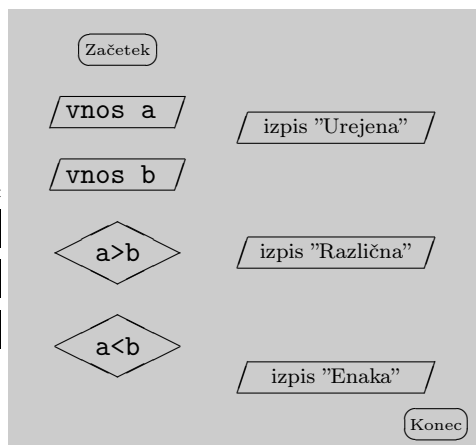 Začetek
vnos a
izpis ”Urejena”
vnos b
a>b
izpis ”Različna”
a<b
izpis ”Enaka”
Konec